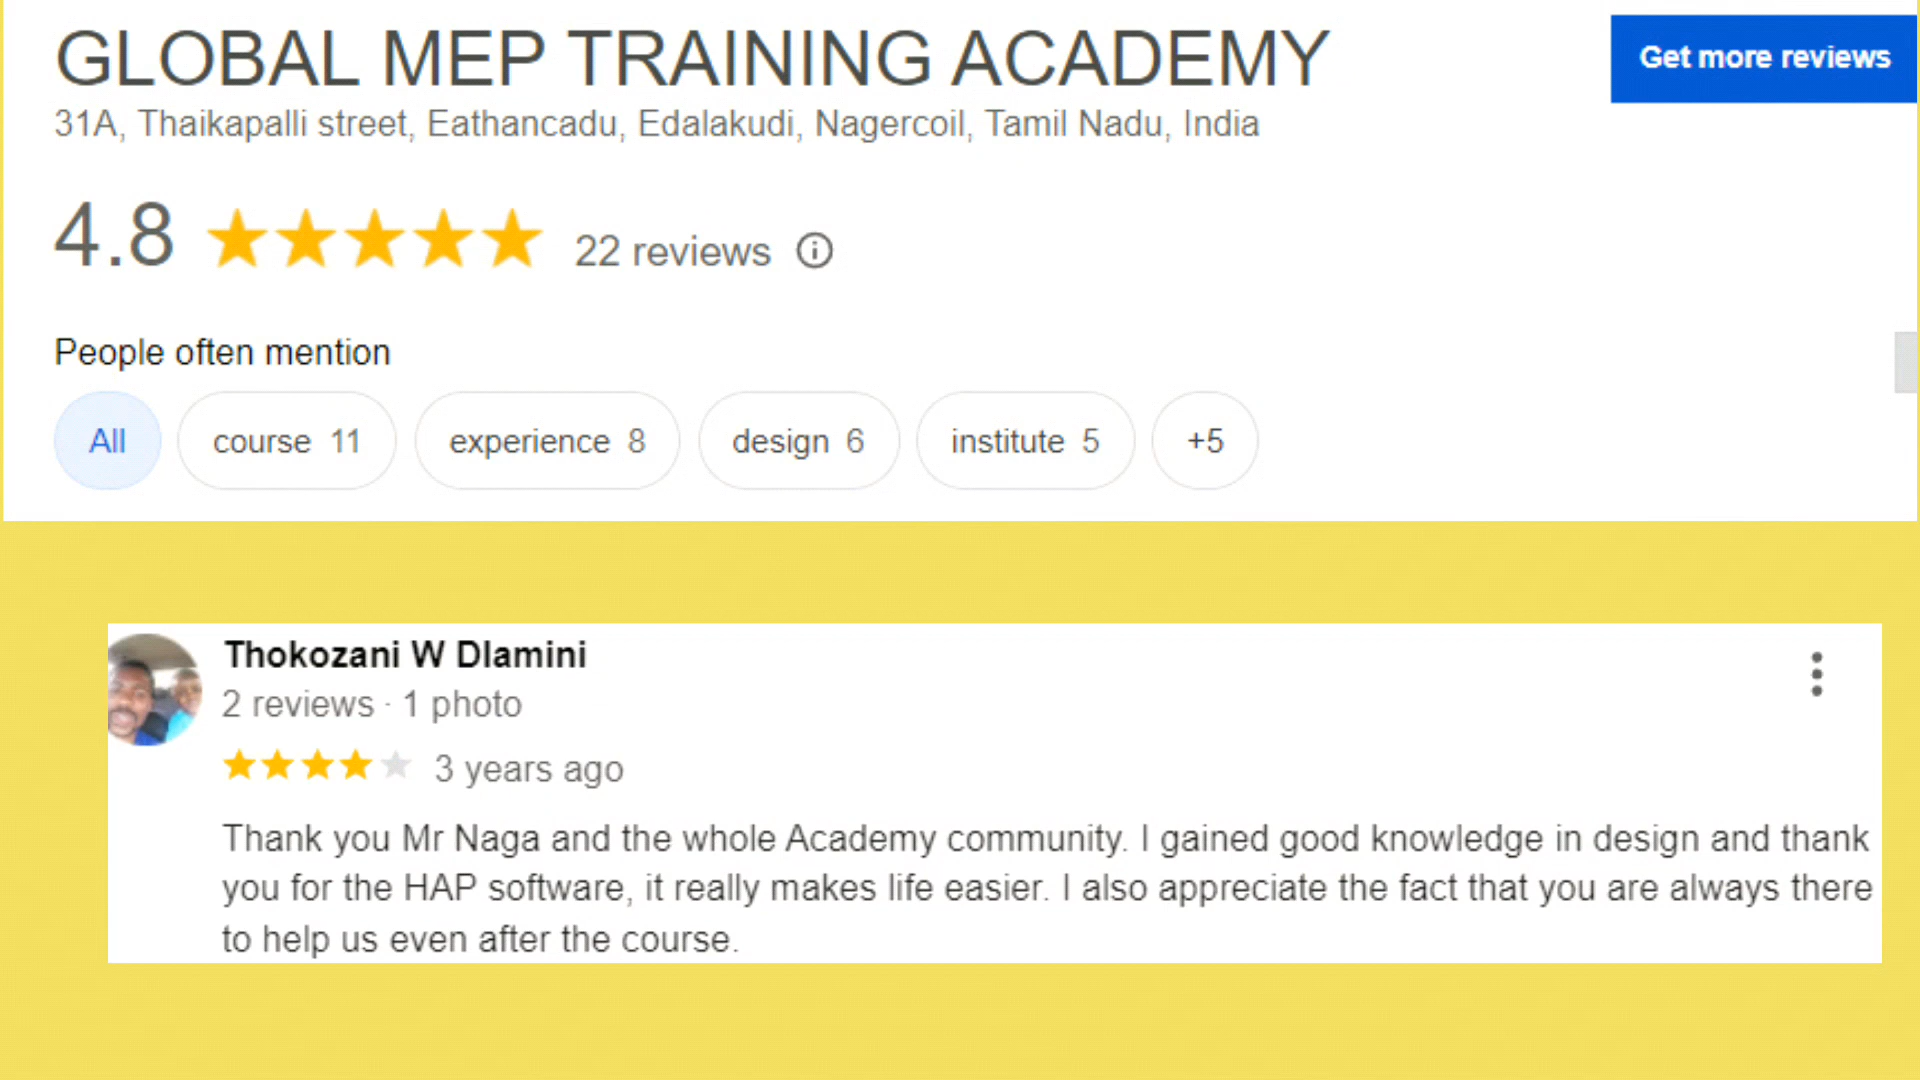 GLOBAL MEP TRAINING ACADEMY
Get more reviews
31A, Thaikapalli street, Eathancadu, Edalakudi, Nagercoil, Tamil Nadu, India
4.8 22 reviews
People often mention
All course 11 experience 8 design 6 institute 5 +5
Thokozani W Dlamini
2 reviews · 1 photo
3 years ago
Thank you Mr Naga and the whole Academy community. I gained good knowledge in design and thank
you for the HAP software, it really makes life easier. I also appreciate the fact that you are always there
to help us even after the course.